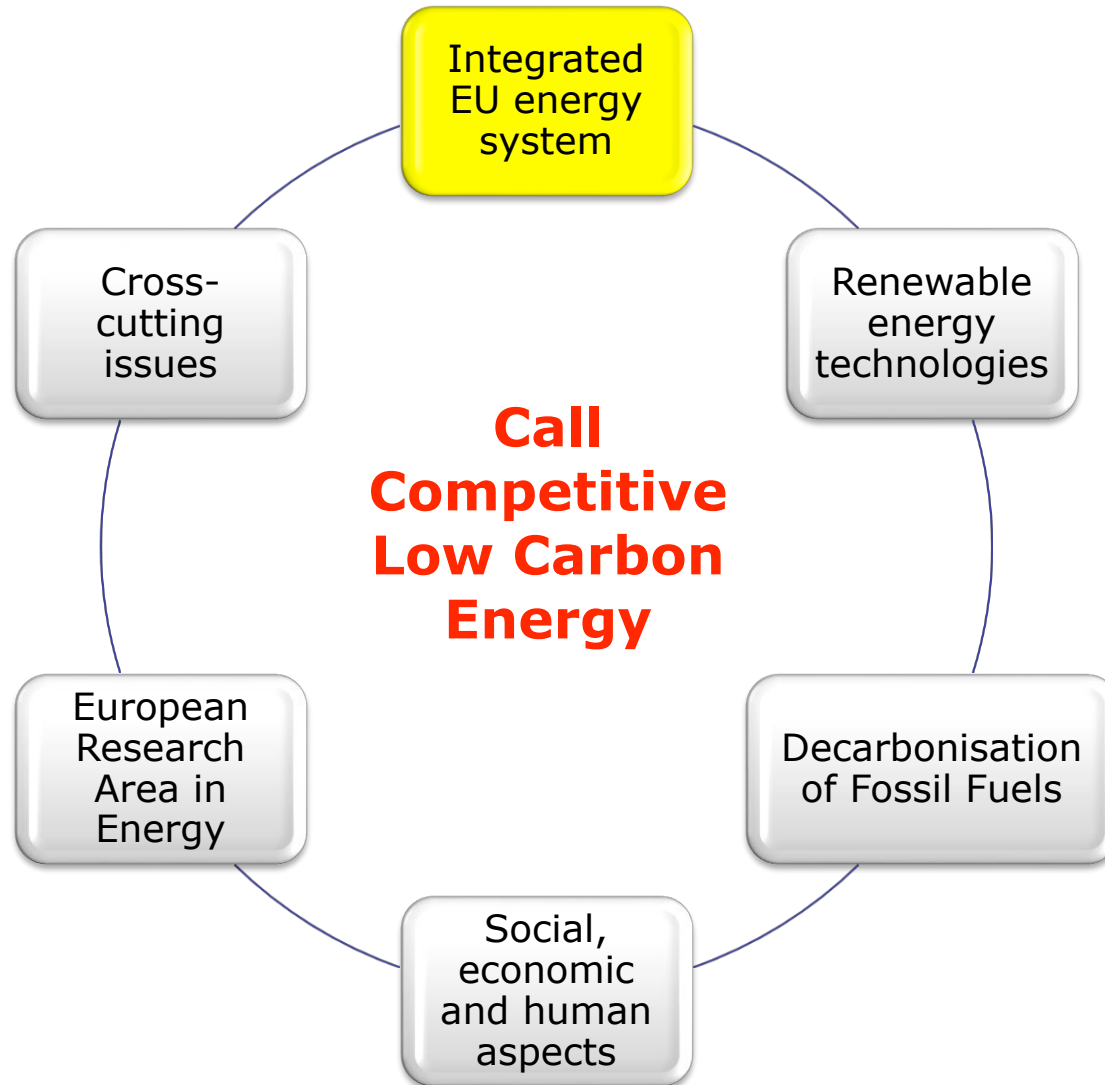 Integrated
EU energy
system
Cross-
cutting
issues
Renewable
energy
technologies
Call
Competitive
Low Carbon
Energy
European
Research
Area in
Energy
Decarbonisation
of Fossil Fuels
Social,
economic
and human
aspects